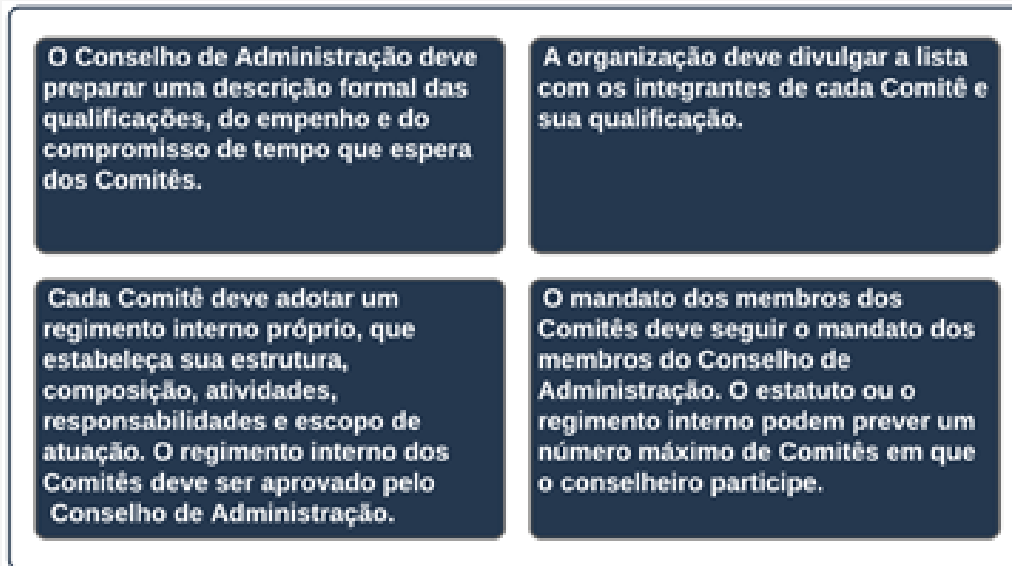 O Conselho de Administração deve
preparar uma descrição formal das
qualificações, do empenho e do
compromisso de tempo que espera
dos Comitês.
A organização deve divulgar a lista
com os integrantes de cada Comitê e
sua qualificação.
Cada Comitê deve adotar um
regimento interno próprio, que
estabeleça sua estrutura,
composição, atividades,
responsabilidades e escopo de
atuação. O regimento interno dos
Comitês deve ser aprovado pelo
Conselho de Administração.
O mandato dos membros dos
Comitês deve seguir o mandato dos
membros do Conselho de
Administração. O estatuto ou o
regimento interno podem prever um
número máximo de Comitês em que
o conselheiro participe.